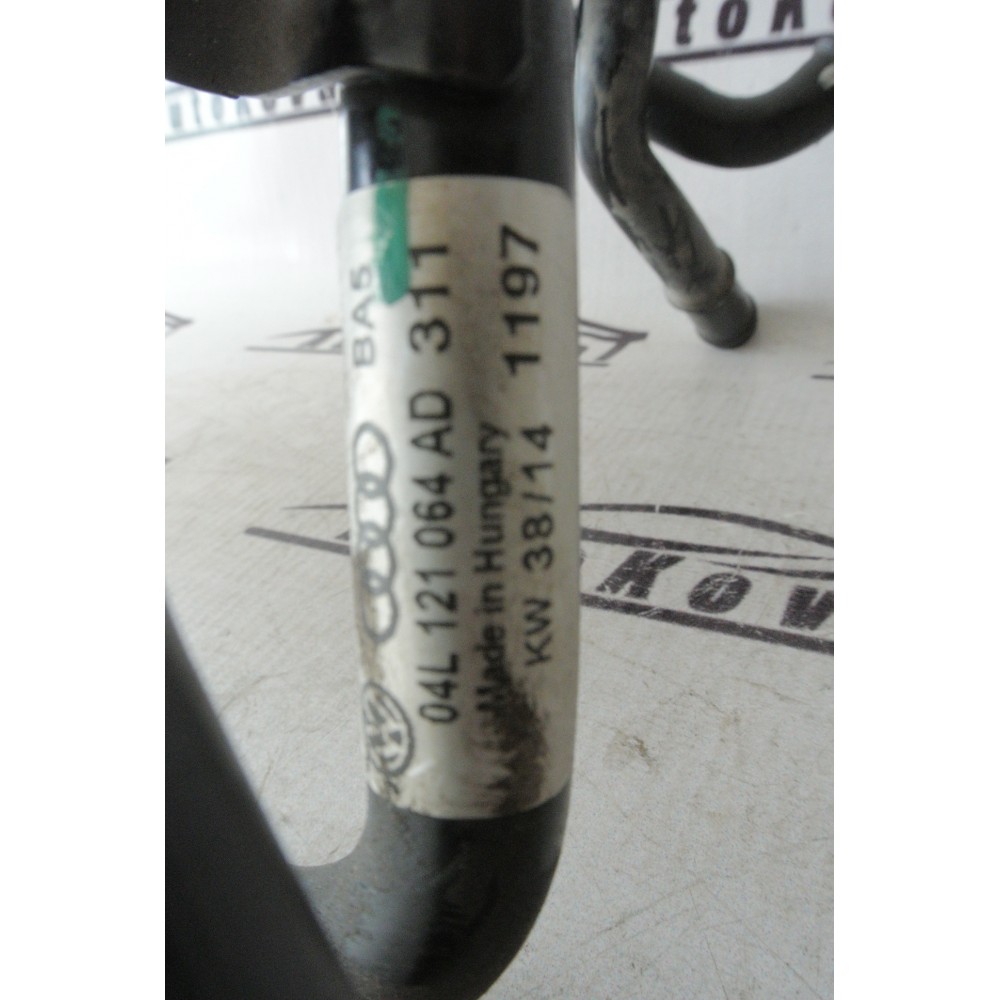 BA5
04L 121 064 AD 311
Made in Hungary
KW 38/14 1197